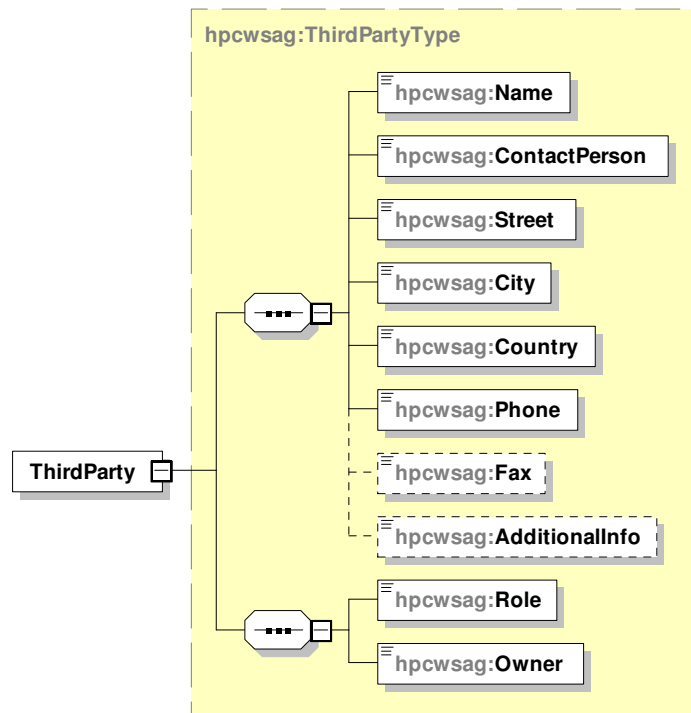 hpcwsag:ThirdPartyType
hpcwsag:Name
hpcwsag:ContactPerson
hpcwsag:Street
hpcwsag:City
hpcwsag:Country
hpcwsag:Phone
ThirdParty
hpcwsag:Fax
hpcwsag:AdditionalInfo
hpcwsag:Role
hpcwsag:Owner